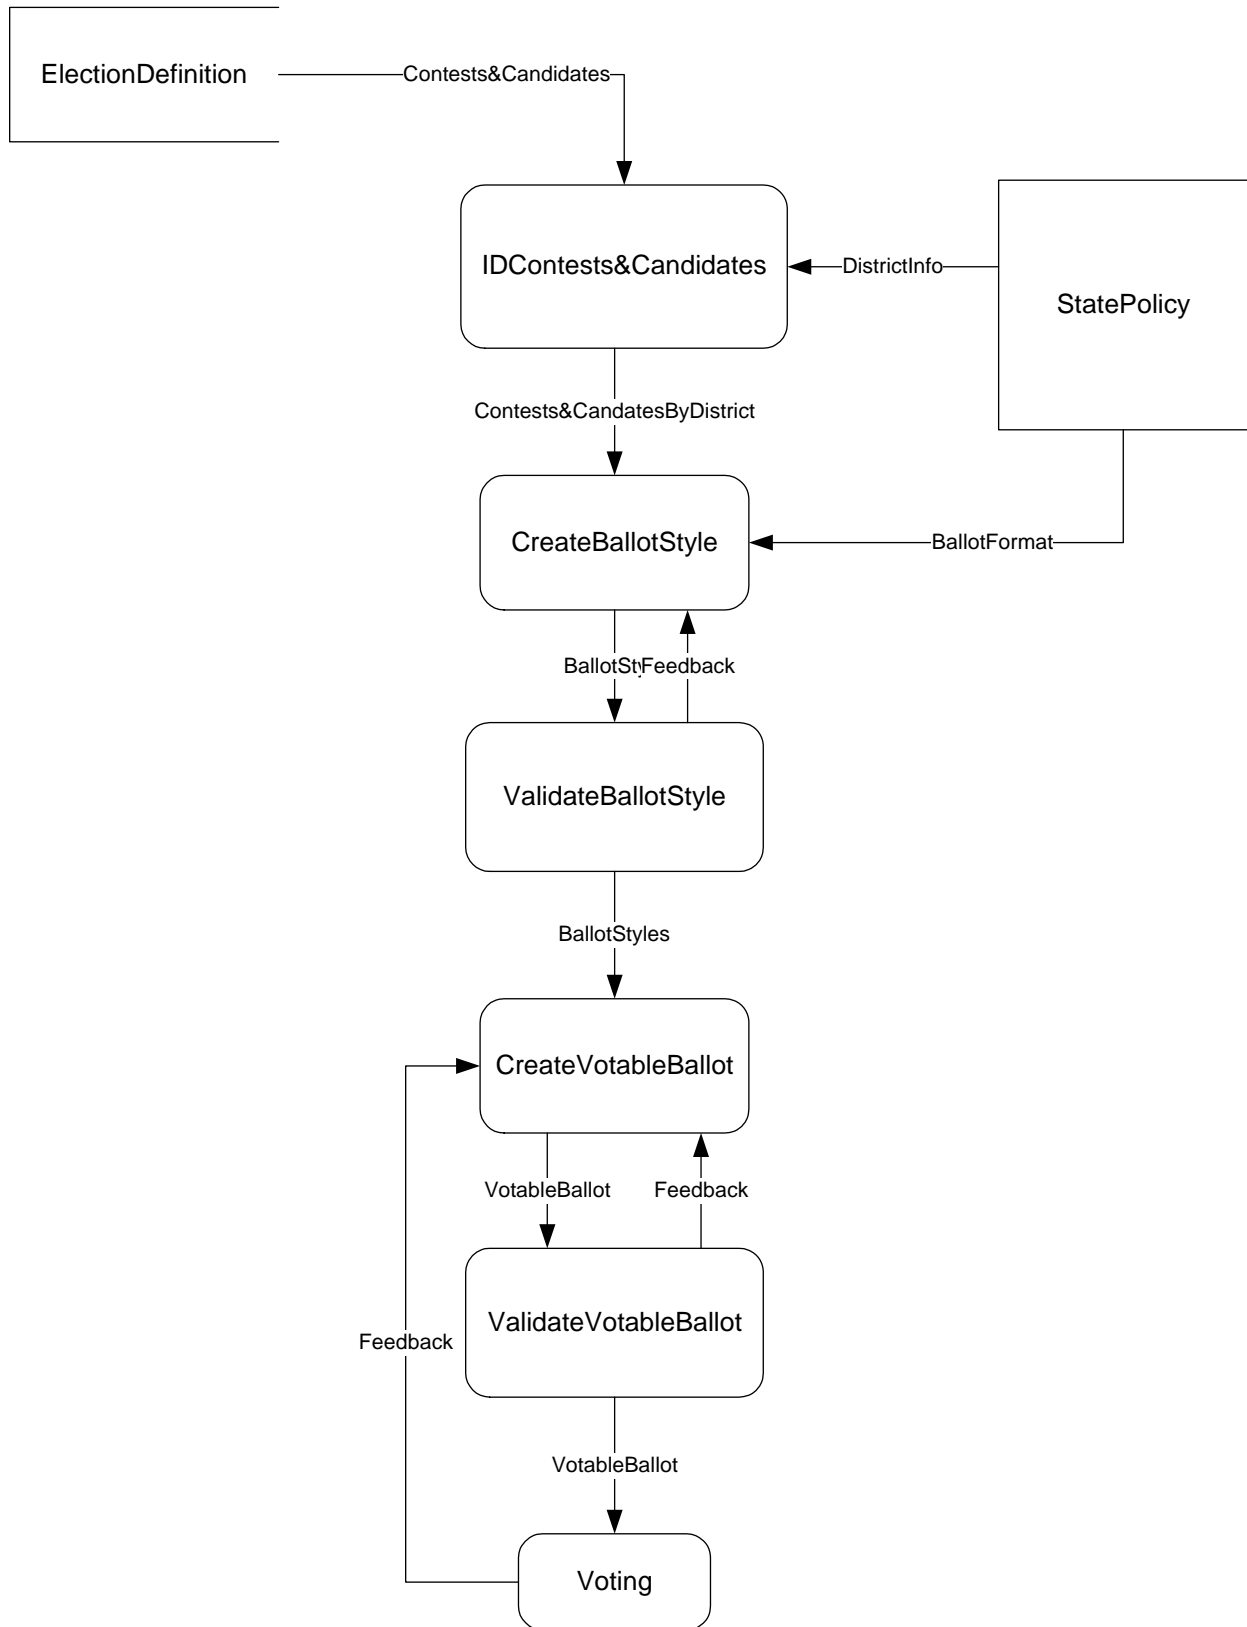 ElectionDefinition
Contests&Candidates
IDContests&Candidates
DistrictInfo
StatePolicy
Contests&CandatesByDistrict
CreateBallotStyle
BallotFormat
Feedback
ValidateBallotStyle
BallotStyles
CreateVotableBallot
VotableBallot
Feedback
ValidateVotableBallot
Feedback
VotableBallot
Voting